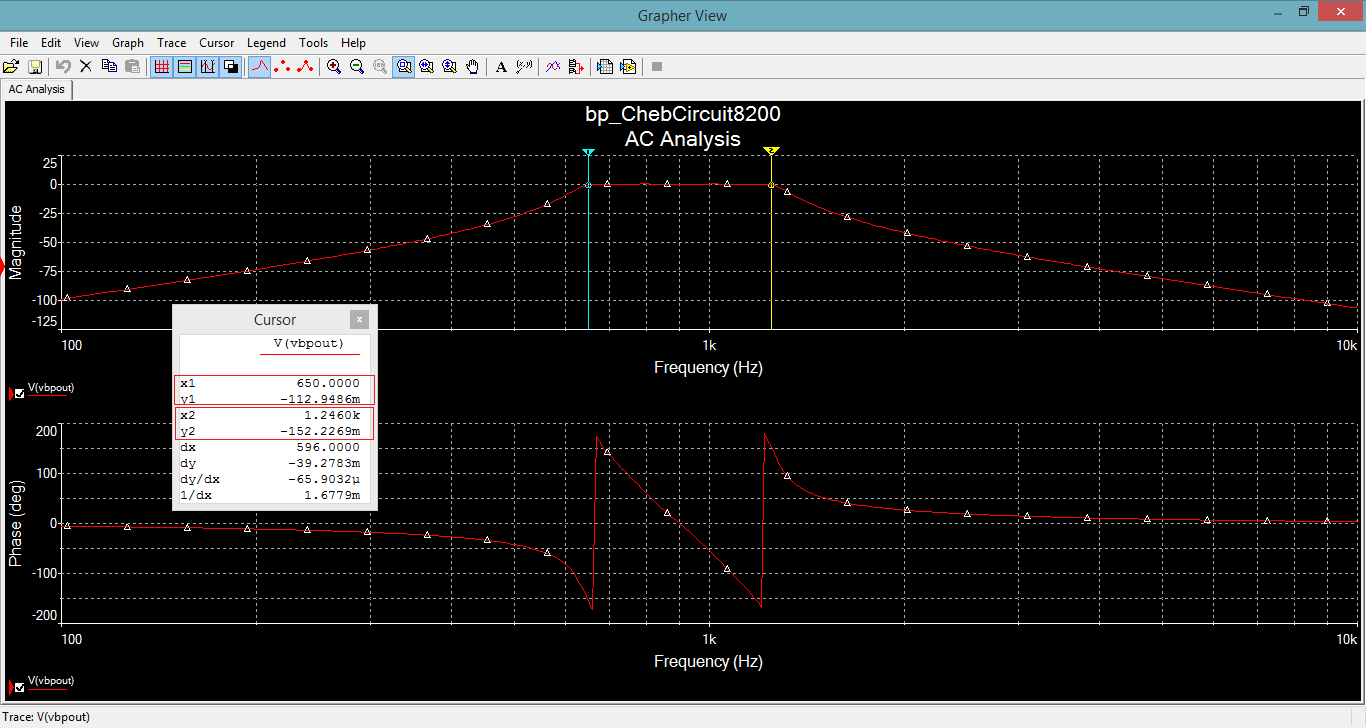 Grapher View
File Edit View Graph Trace Cursor Legend Tools Help
A
AC Analysis
bp_ChebCircuit8200
AC Analysis
1
2
Magnitude
25
0
-25
-50
-75
-100
-125
100
1k
10k
Frequency (Hz)
Cursor
V(vbpout)
x1 650.0000
y1 -112.9486m
x2 1.2460k
y2 -152.2269m
dx 596.0000
dy -39.2783m
dy/dx -65.9032µ
1/dx 1.6779m
V(vbpout)
Phase (deg)
200
100
0
-100
-200
100
1k
10k
Frequency (Hz)
V(vbpout)
Trace: V(vbpout)